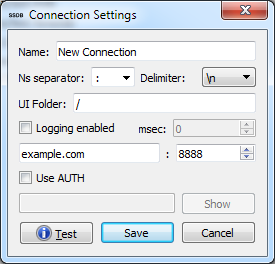 SSDB Connection Settings
Name: New Connection
Ns separator: : Delimiter: \n
UI Folder: /
Logging enabled msec: 0
example.com : 8888
Use AUTH
Show
Test Save Cancel